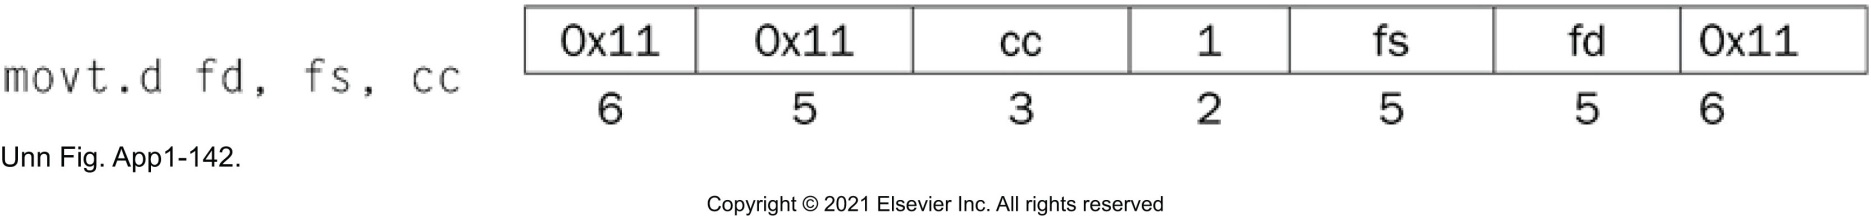 0x11 0x11 cc 1 fs fd 0x11
movt.d fd, fs, cc
6 5 3 2 5 5 6
Unn Fig. App1-142.
Copyright © 2021 Elsevier Inc. All rights reserved